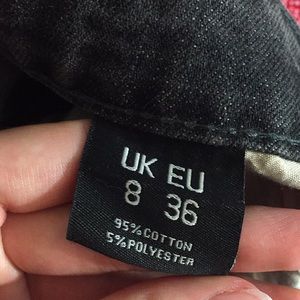 UK EU
8 36
95% COTTON
5% POLYESTER